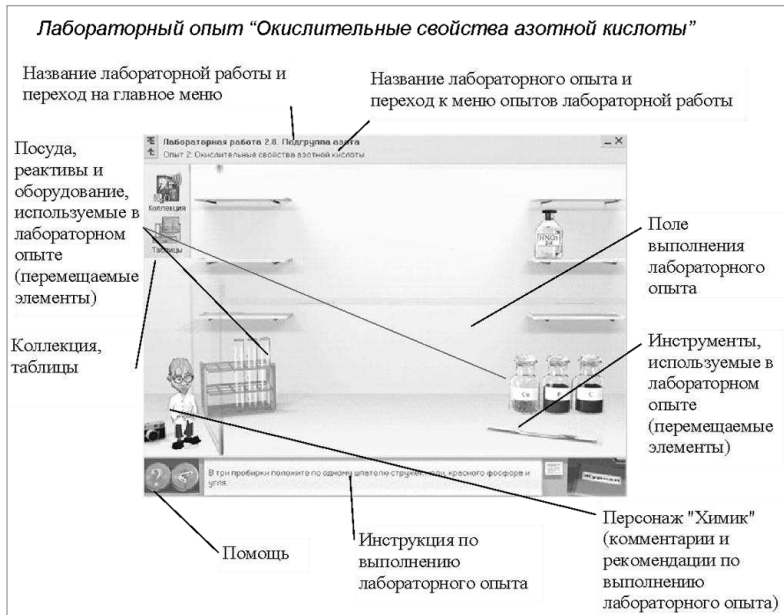 Лабораторный опыт “Окислительные свойства азотной кислоты”
Название лабораторной работы и
переход на главное меню
Название лабораторного опыта и
переход к меню опытов лабораторной работы
Лабораторная работа 2.8. Подгруппа азота
Опыт 2: Окислительные свойства азотной кислоты
Посуда,
реактивы и
оборудование,
используемые в
лабораторном
опыте
(перемещаемые
элементы)
Коллекция
Таблицы
HNO₃
Поле
выполнения
лабораторного
опыта
Коллекция,
таблицы
Инструменты,
используемые в
лабораторном
опыте
(перемещаемые
элементы)
Cu
P
C
В три пробирки положите по одному шпателю стружек меди, красного фосфора и
угля.
Помощь
Инструкция по
выполнению
лабораторного опыта
Персонаж "Химик"
(комментарии и
рекомендации по
выполнению
лабораторного опыта)